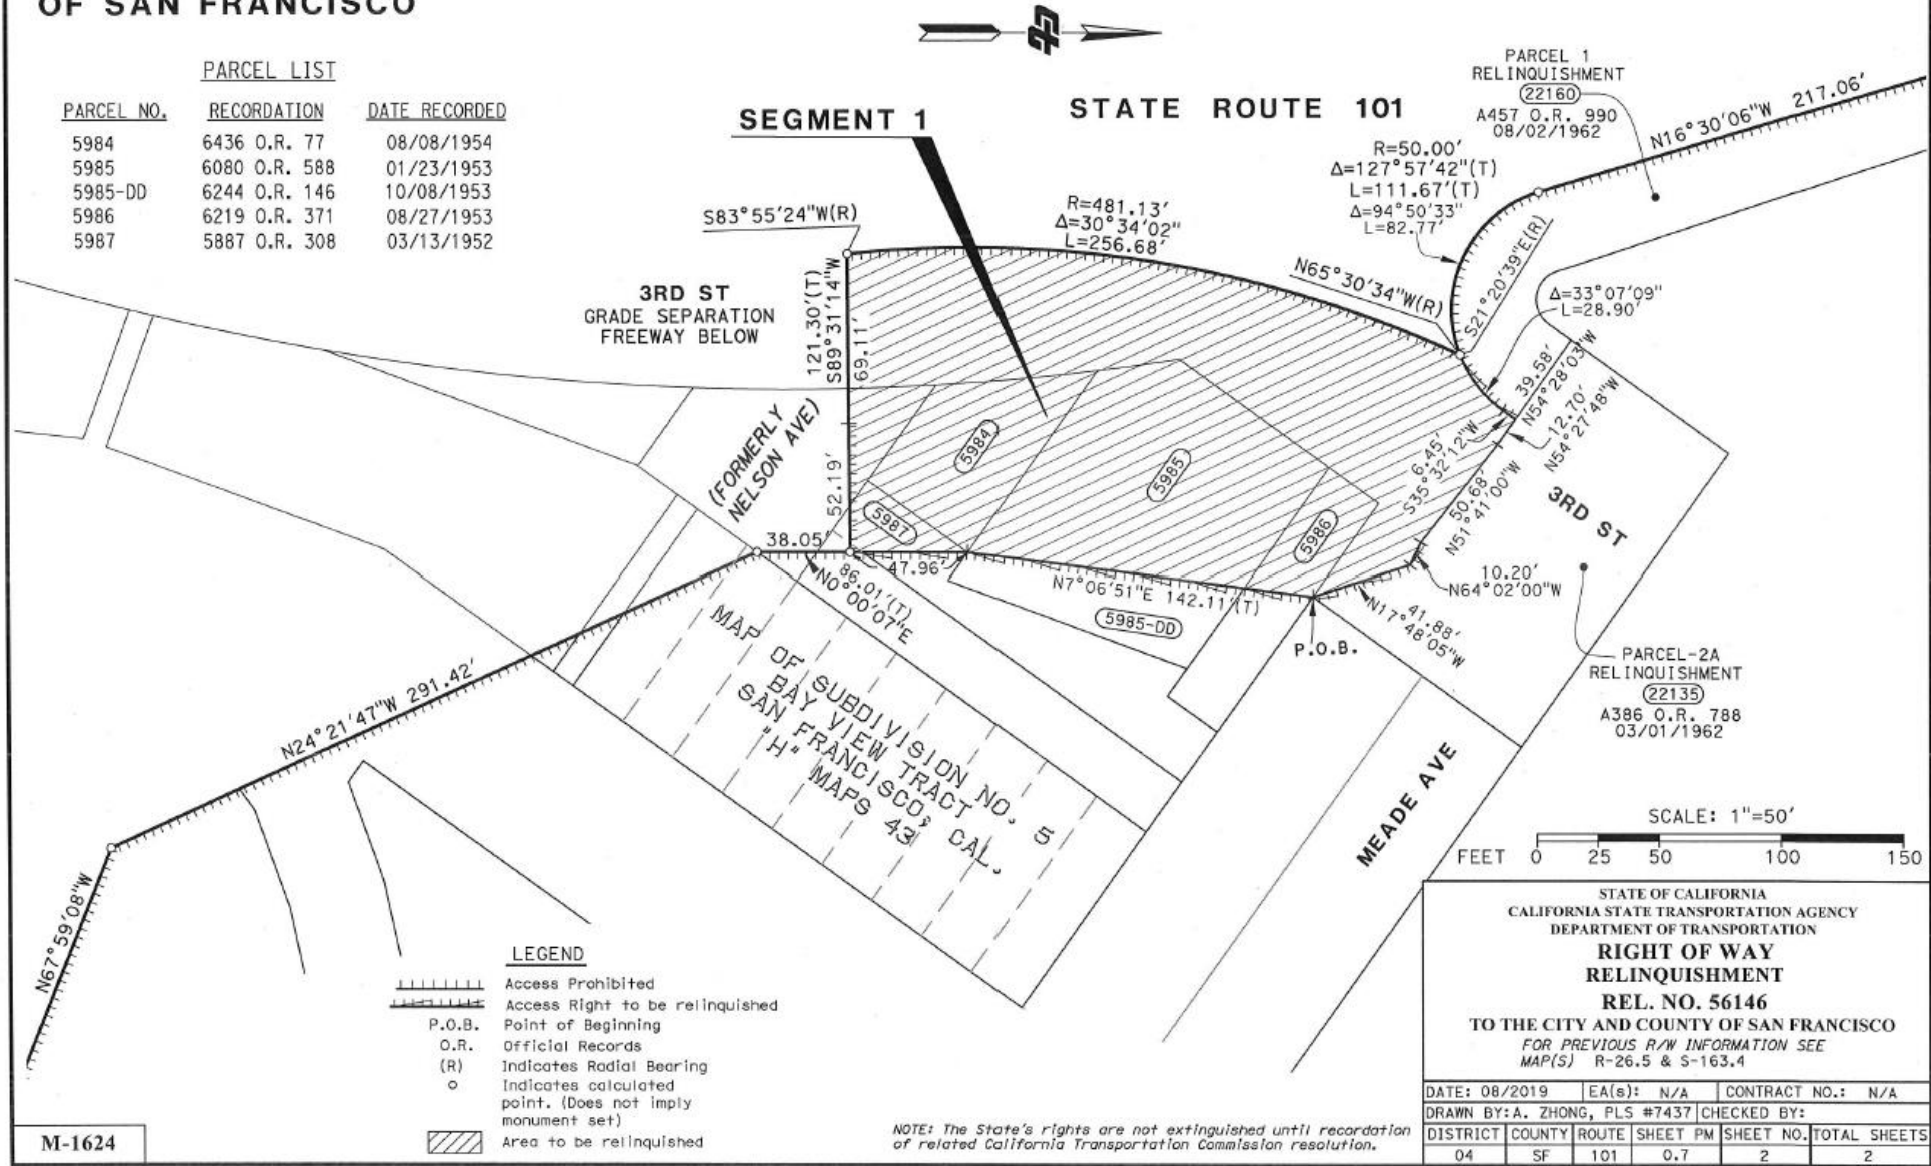 OF SAN FRANCISCO
PARCEL LIST
PARCEL NO. RECORDATION DATE RECORDED
5984 6436 O.R. 77 08/08/1954
5985 6080 O.R. 588 01/23/1953
5985-DD 6244 O.R. 146 10/08/1953
5986 6219 O.R. 371 08/27/1953
5987 5887 O.R. 308 03/13/1952
SEGMENT 1
STATE ROUTE 101
PARCEL 1
RELINQUISHMENT
22160
A457 O.R. 990
08/02/1962
N16°30'06"W 217.06'
R=50.00'
Δ=127°57'42"(T)
L=111.67'(T)
Δ=94°50'33"
L=82.77'
S83°55'24"W(R)
R=481.13'
Δ=30°34'02"
L=256.68'
N65°30'34"W(R)
S21°20'39"E(R)
Δ=33°07'09"
L=28.90'
3RD ST
GRADE SEPARATION
FREEWAY BELOW
121.30'(T)
S89°31'14"W
69.11'
52.19'
39.58'
N54°28'03"W
12.70'
N54°27'48"W
6.45'
S35°32'12"W
50.68'
N51°41'00"W
3RD ST
(FORMERLY
NELSON AVE)
5984
5985
5986
5987
38.05'
47.96'
86.01'(T)
N0°00'07"E
N7°06'51"E 142.11'(T)
5985-DD
10.20'
N64°02'00"W
41.88'
N17°48'05"W
P.O.B.
PARCEL-2A
RELINQUISHMENT
22135
A386 O.R. 788
03/01/1962
N24°21'47"W 291.42'
N67°59'08"W
MAP OF SUBDIVISION NO. 5
BAY VIEW TRACT
SAN FRANCISCO, CAL.
"H" MAPS 43
MEADE AVE
SCALE: 1"=50'
FEET 0 25 50 100 150
LEGEND
Access Prohibited
Access Right to be relinquished
P.O.B. Point of Beginning
O.R. Official Records
(R) Indicates Radial Bearing
o Indicates calculated
point. (Does not imply
monument set)
Area to be relinquished
M-1624
NOTE: The State's rights are not extinguished until recordation
of related California Transportation Commission resolution.
STATE OF CALIFORNIA
CALIFORNIA STATE TRANSPORTATION AGENCY
DEPARTMENT OF TRANSPORTATION
RIGHT OF WAY
RELINQUISHMENT
REL. NO. 56146
TO THE CITY AND COUNTY OF SAN FRANCISCO
FOR PREVIOUS R/W INFORMATION SEE
MAP(S) R-26.5 & S-163.4
DATE: 08/2019 EA(s): N/A CONTRACT NO.: N/A
DRAWN BY: A. ZHONG, PLS #7437 CHECKED BY:
DISTRICT COUNTY ROUTE SHEET PM SHEET NO. TOTAL SHEETS
04 SF 101 0.7 2 2